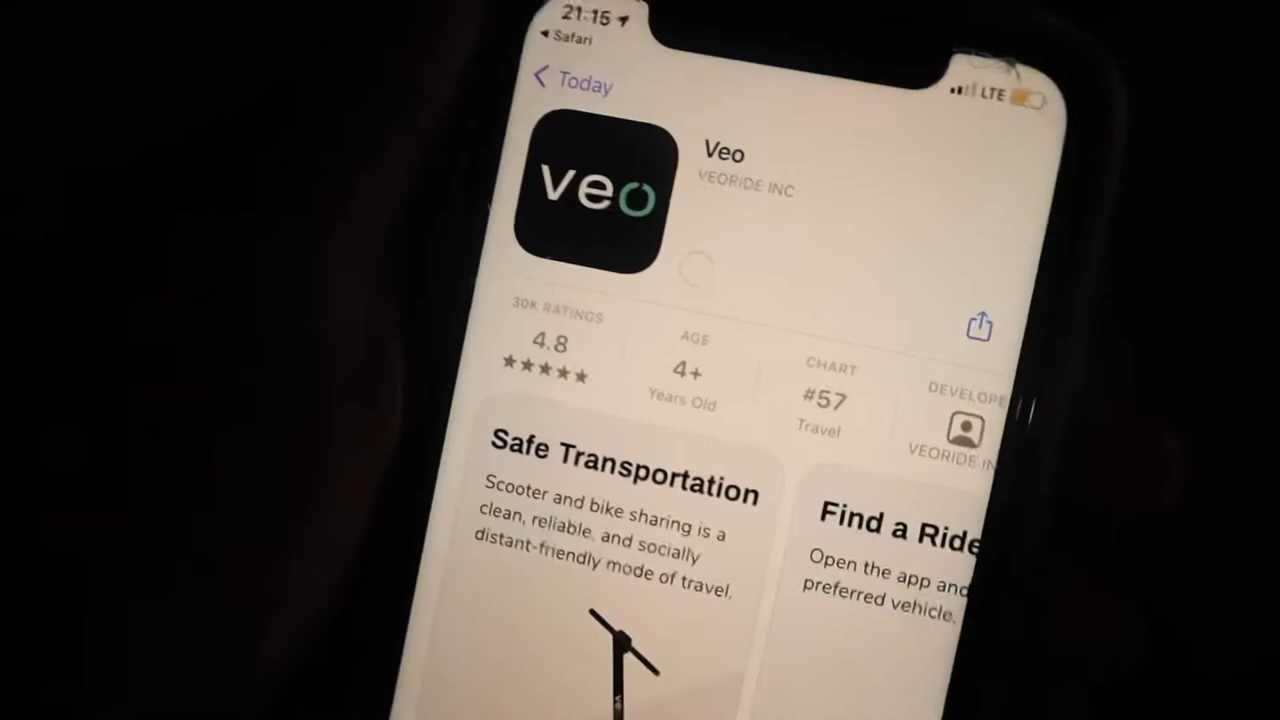 21:15
Safari
LTE
Today
veo
Veo
VEORIDE INC
30K RATINGS
4.8
★★★★★
AGE
4+
Years Old
CHART
#57
Travel
DEVELOPE
VEORIDE IN
Safe Transportation
Scooter and bike sharing is a
clean, reliable, and socially
distant-friendly mode of travel.
Find a Ride
Open the app and
preferred vehicle.